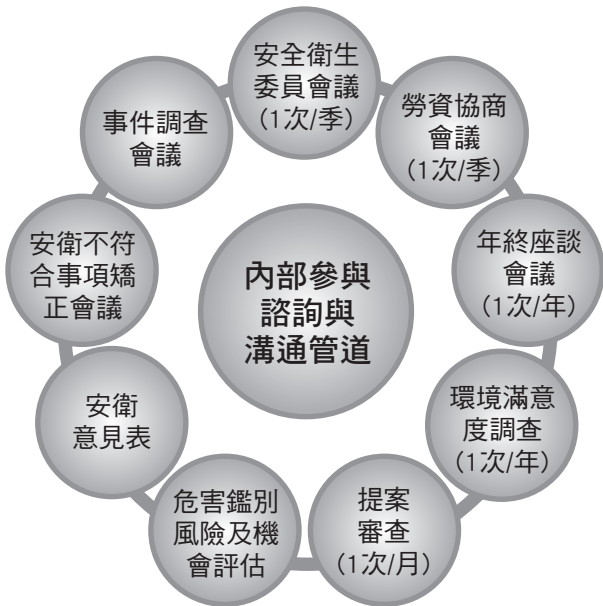 安全衛生
委員會議
(1次/季)
勞資協商
會議
(1次/季)
年終座談
會議
(1次/年)
環境滿意
度調查
(1次/年)
提案
審查
(1次/月)
危害鑑別
風險及機
會評估
安衛
意見表
安衛不符
合事項矯
正會議
事件調查
會議
內部參與
諮詢與
溝通管道